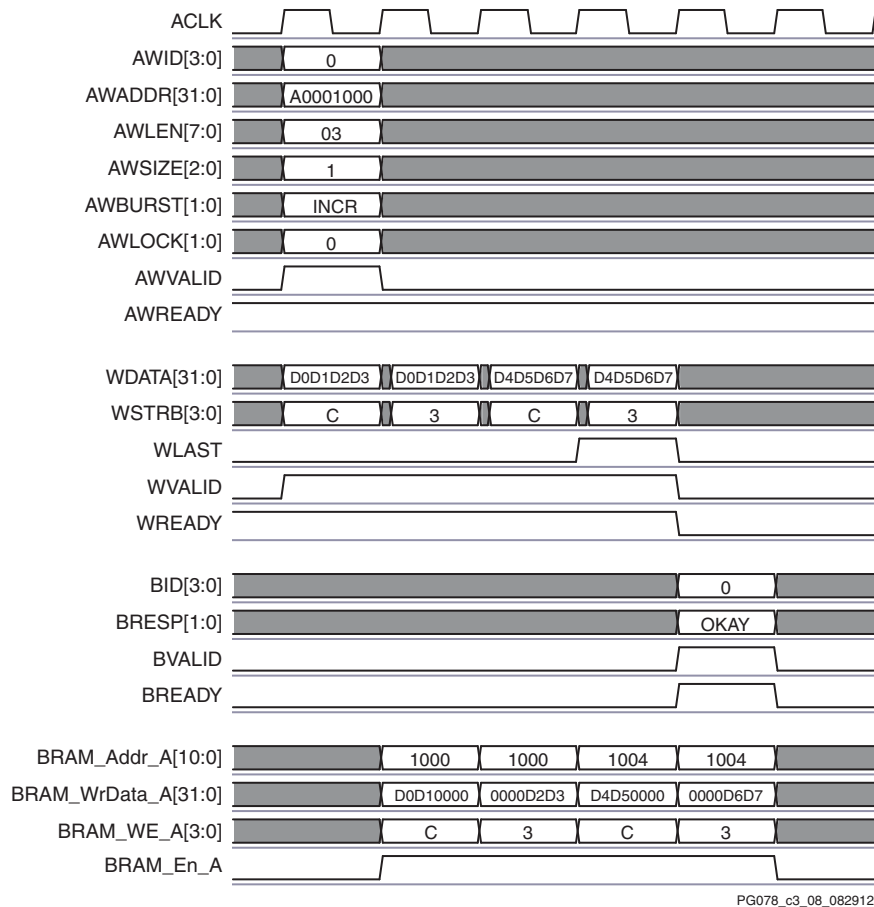 ACLK
AWID[3:0] 0
AWADDR[31:0] A0001000
AWLEN[7:0] 03
AWSIZE[2:0] 1
AWBURST[1:0] INCR
AWLOCK[1:0] 0
AWVALID
AWREADY
WDATA[31:0] D0D1D2D3 D0D1D2D3 D4D5D6D7 D4D5D6D7
WSTRB[3:0] C 3 C 3
WLAST
WVALID
WREADY
BID[3:0] 0
BRESP[1:0] OKAY
BVALID
BREADY
BRAM_Addr_A[10:0] 1000 1000 1004 1004
BRAM_WrData_A[31:0] D0D10000 0000D2D3 D4D50000 0000D6D7
BRAM_WE_A[3:0] C 3 C 3
BRAM_En_A
PG078_c3_08_082912